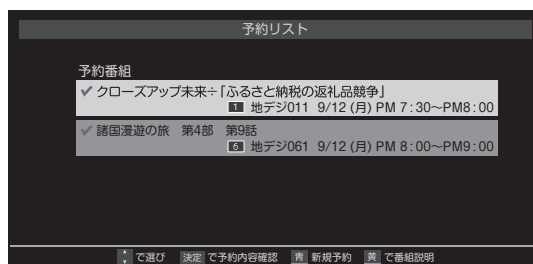 予約リスト
予約番組
✔ クローズアップ未来÷「ふるさと納税の返礼品競争」
1 地デジ011 9/12 (月) PM 7:30〜PM8:00
✔ 諸国漫遊の旅 第4部 第9話
6 地デジ061 9/12 (月) PM 8:00〜PM9:00
で選び 決定 で予約内容確認 青 新規予約 黄 で番組説明